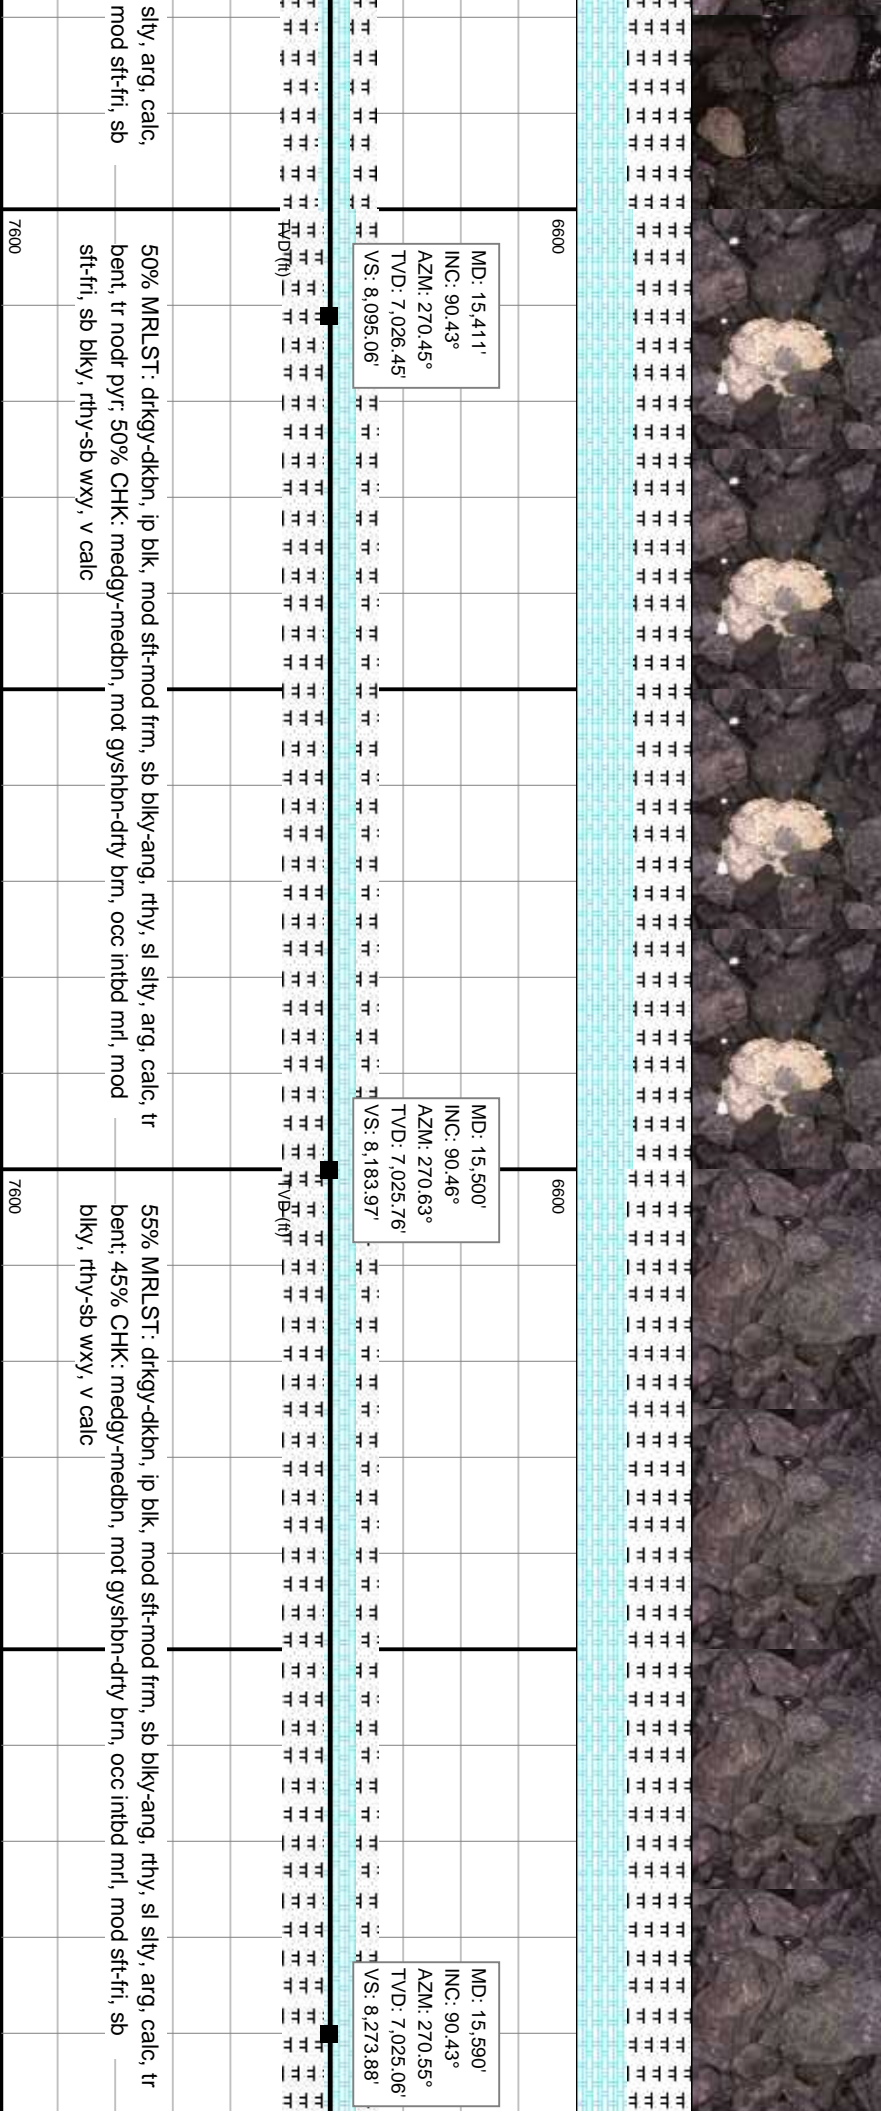 slty, arg, calc,
mod sft-fri, sb
7600
TVD (ft)
6600
MD: 15,411'
INC: 90.43°
AZM: 270.45°
TVD: 7,026.45'
VS: 8,095.06'
50% MRLST: drkgy-dkbn, ip blk, mod sft-mod frm, sb blky-ang, rthy, sl slty, arg, calc, tr
bent, tr nodr pyr; 50% CHK: medgy-medbn, mot gyshbn-drty brn, occ intbd mrl, mod
sft-fri, sb blky, rthy-sb wxy, v calc
MD: 15,500'
INC: 90.46°
AZM: 270.63°
TVD: 7,025.76'
VS: 8,183.97'
7600
TVD (ft)
6600
55% MRLST: drkgy-dkbn, ip blk, mod sft-mod frm, sb blky-ang, rthy, sl slty, arg, calc, tr
bent; 45% CHK: medgy-medbn, mot gyshbn-drty brn, occ intbd mrl, mod sft-fri, sb
blky, rthy-sb wxy, v calc
MD: 15,590'
INC: 90.43°
AZM: 270.55°
TVD: 7,025.06'
VS: 8,273.88'